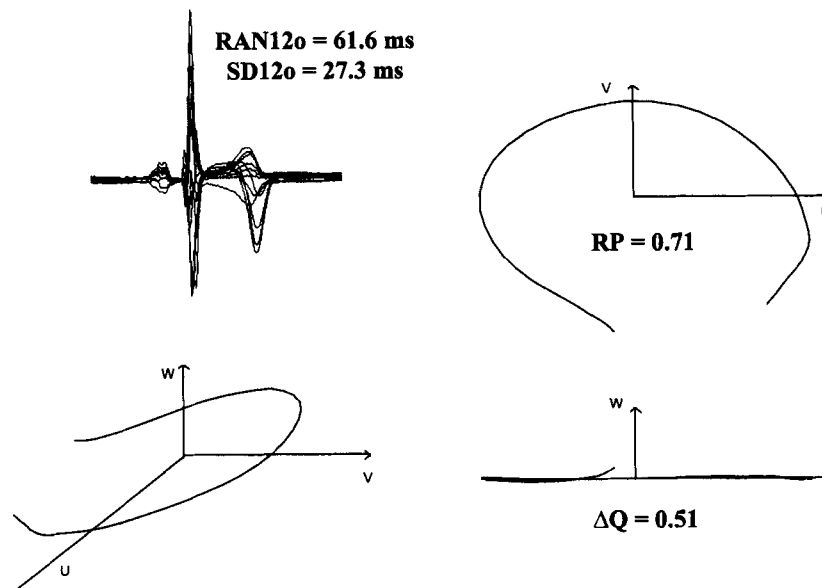 RAN12o = 61.6 ms
SD12o = 27.3 ms
V
RP = 0.71
W
V
U
W
ΔQ = 0.51